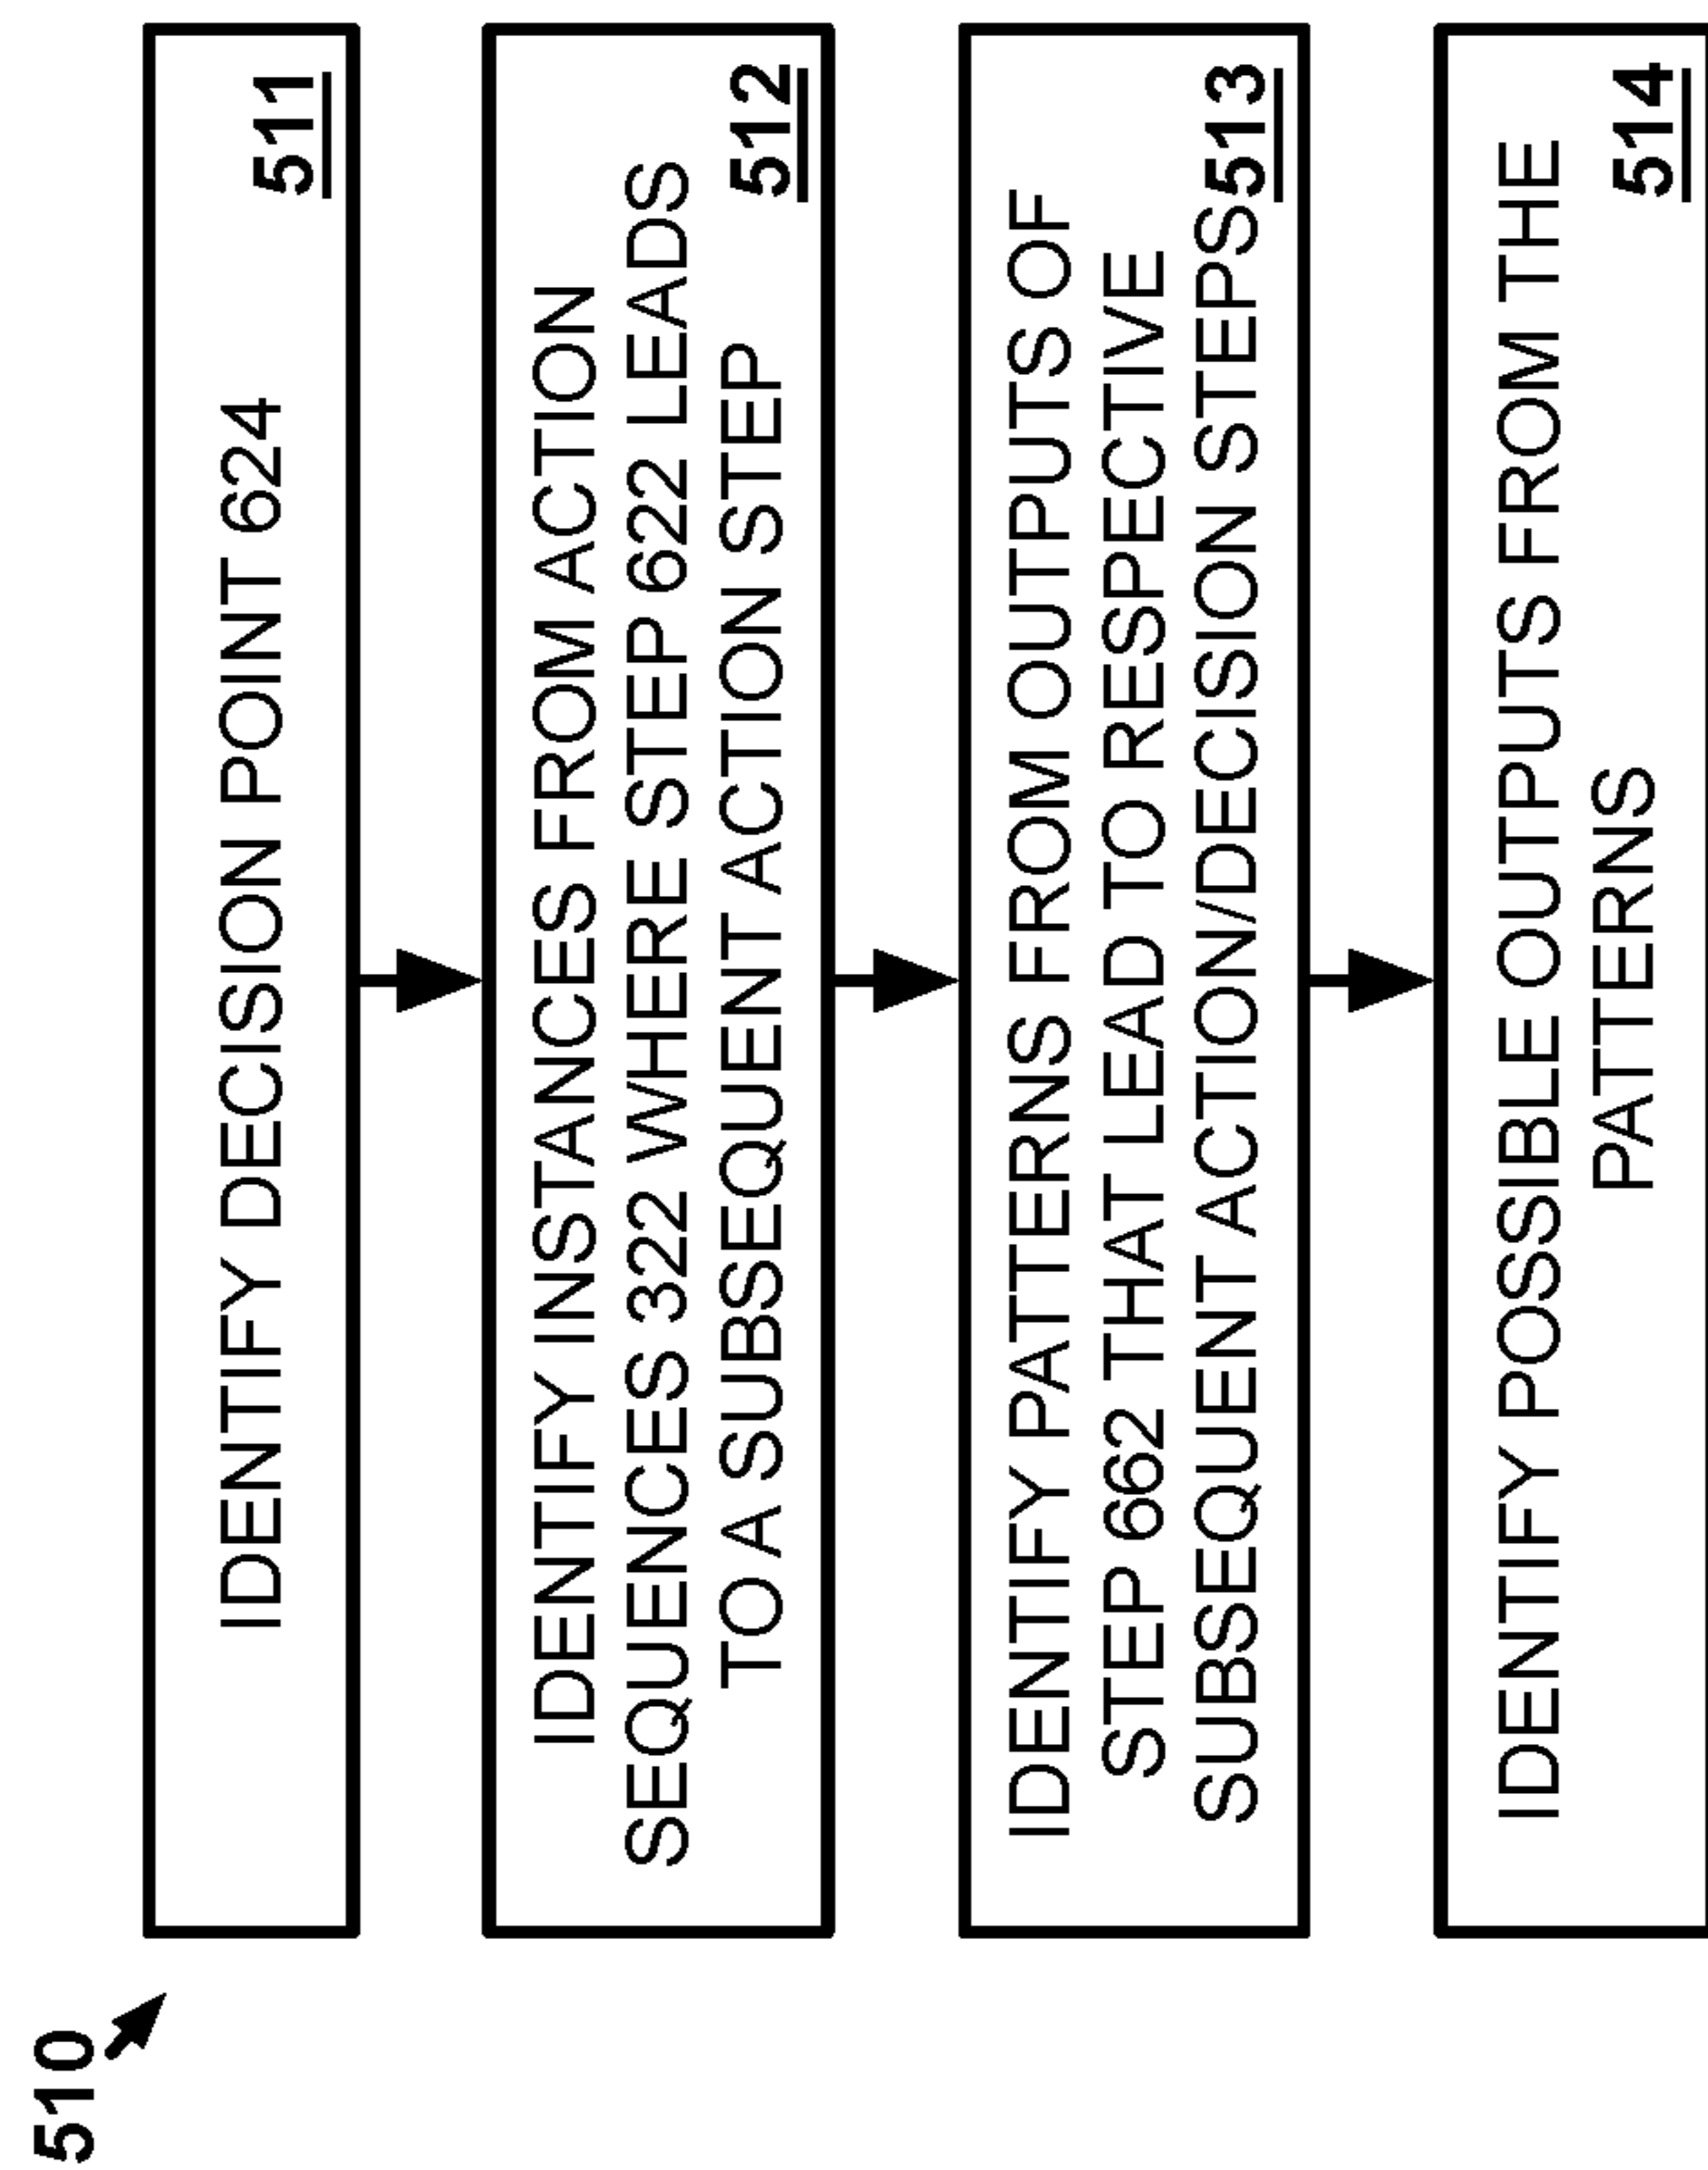 510
IDENTIFY DECISION POINT 624
511
IDENTIFY INSTANCES FROM ACTION
SEQUENCES 322 WHERE STEP 622 LEADS
TO A SUBSEQUENT ACTION STEP
512
IDENTIFY PATTERNS FROM OUTPUTS OF
STEP 662 THAT LEAD TO RESPECTIVE
SUBSEQUENT ACTION/DECISION STEPS
513
IDENTIFY POSSIBLE OUTPUTS FROM THE
PATTERNS
514